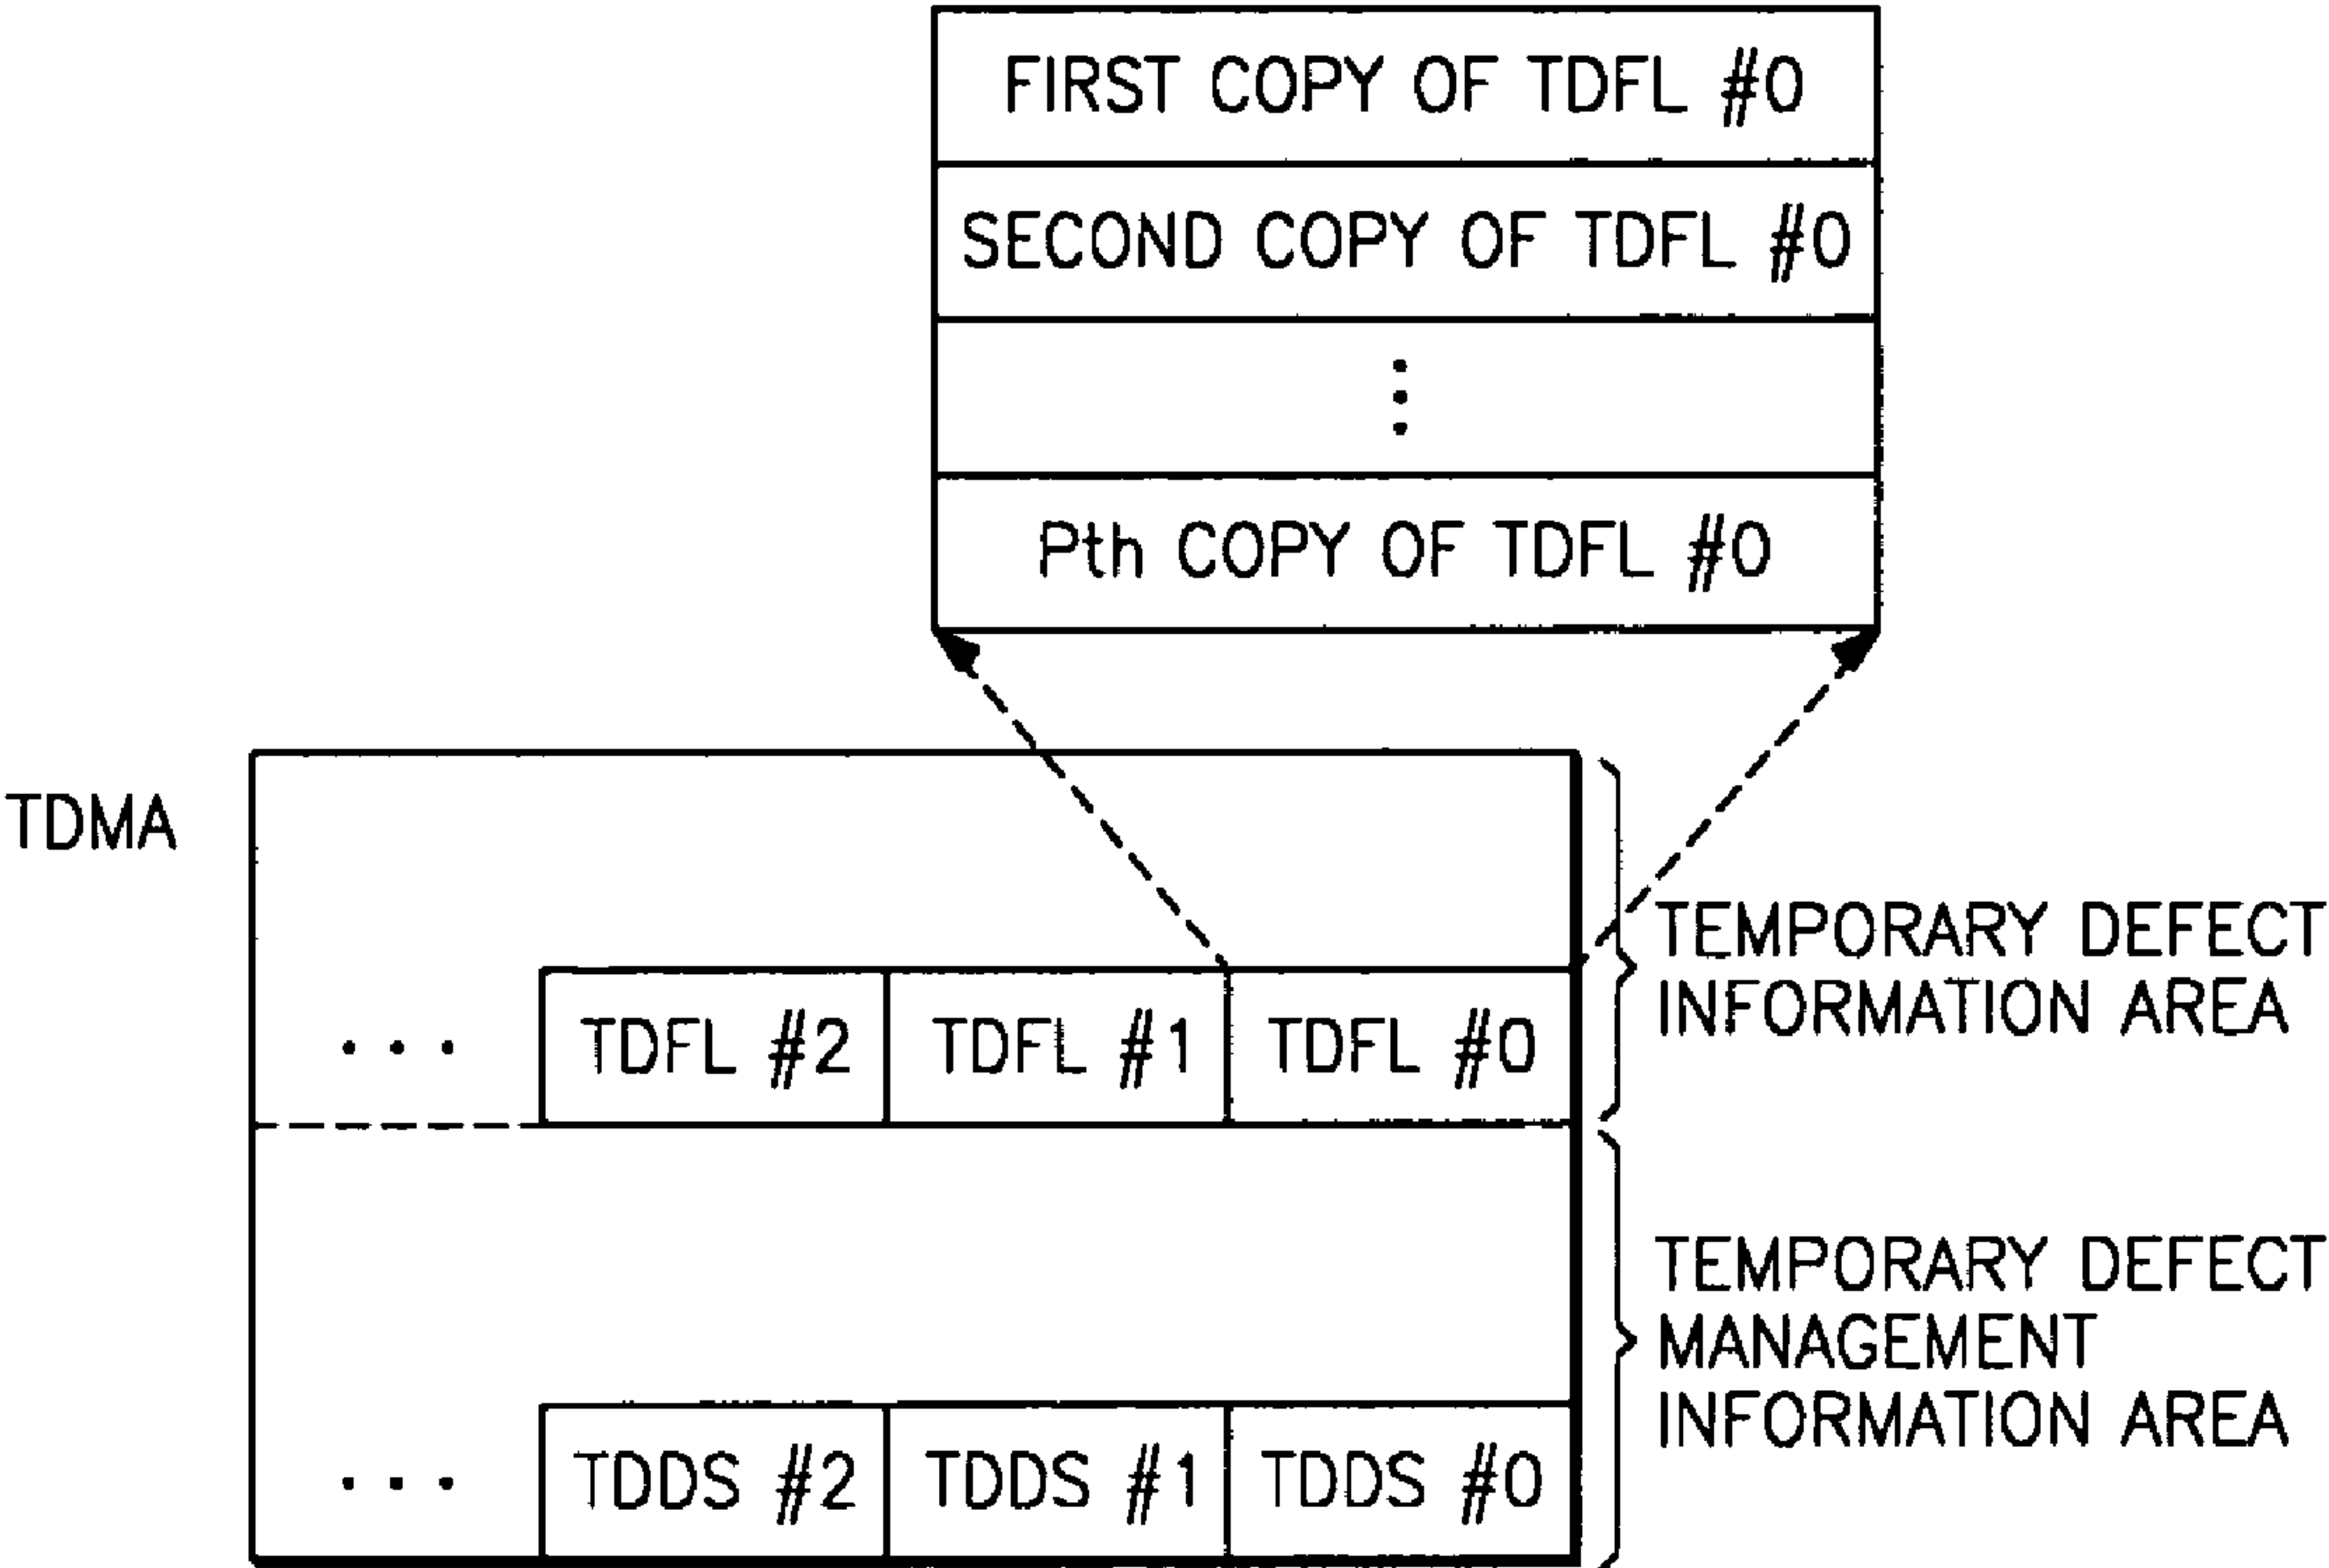 FIRST COPY OF TDFL #0
SECOND COPY OF TDFL #0
⋮
Pth COPY OF TDFL #0
TDMA
TEMPORARY DEFECT
INFORMATION AREA
... TDFL #2 TDFL #1 TDFL #0
TEMPORARY DEFECT
MANAGEMENT
INFORMATION AREA
... TDDS #2 TDDS #1 TDDS #0